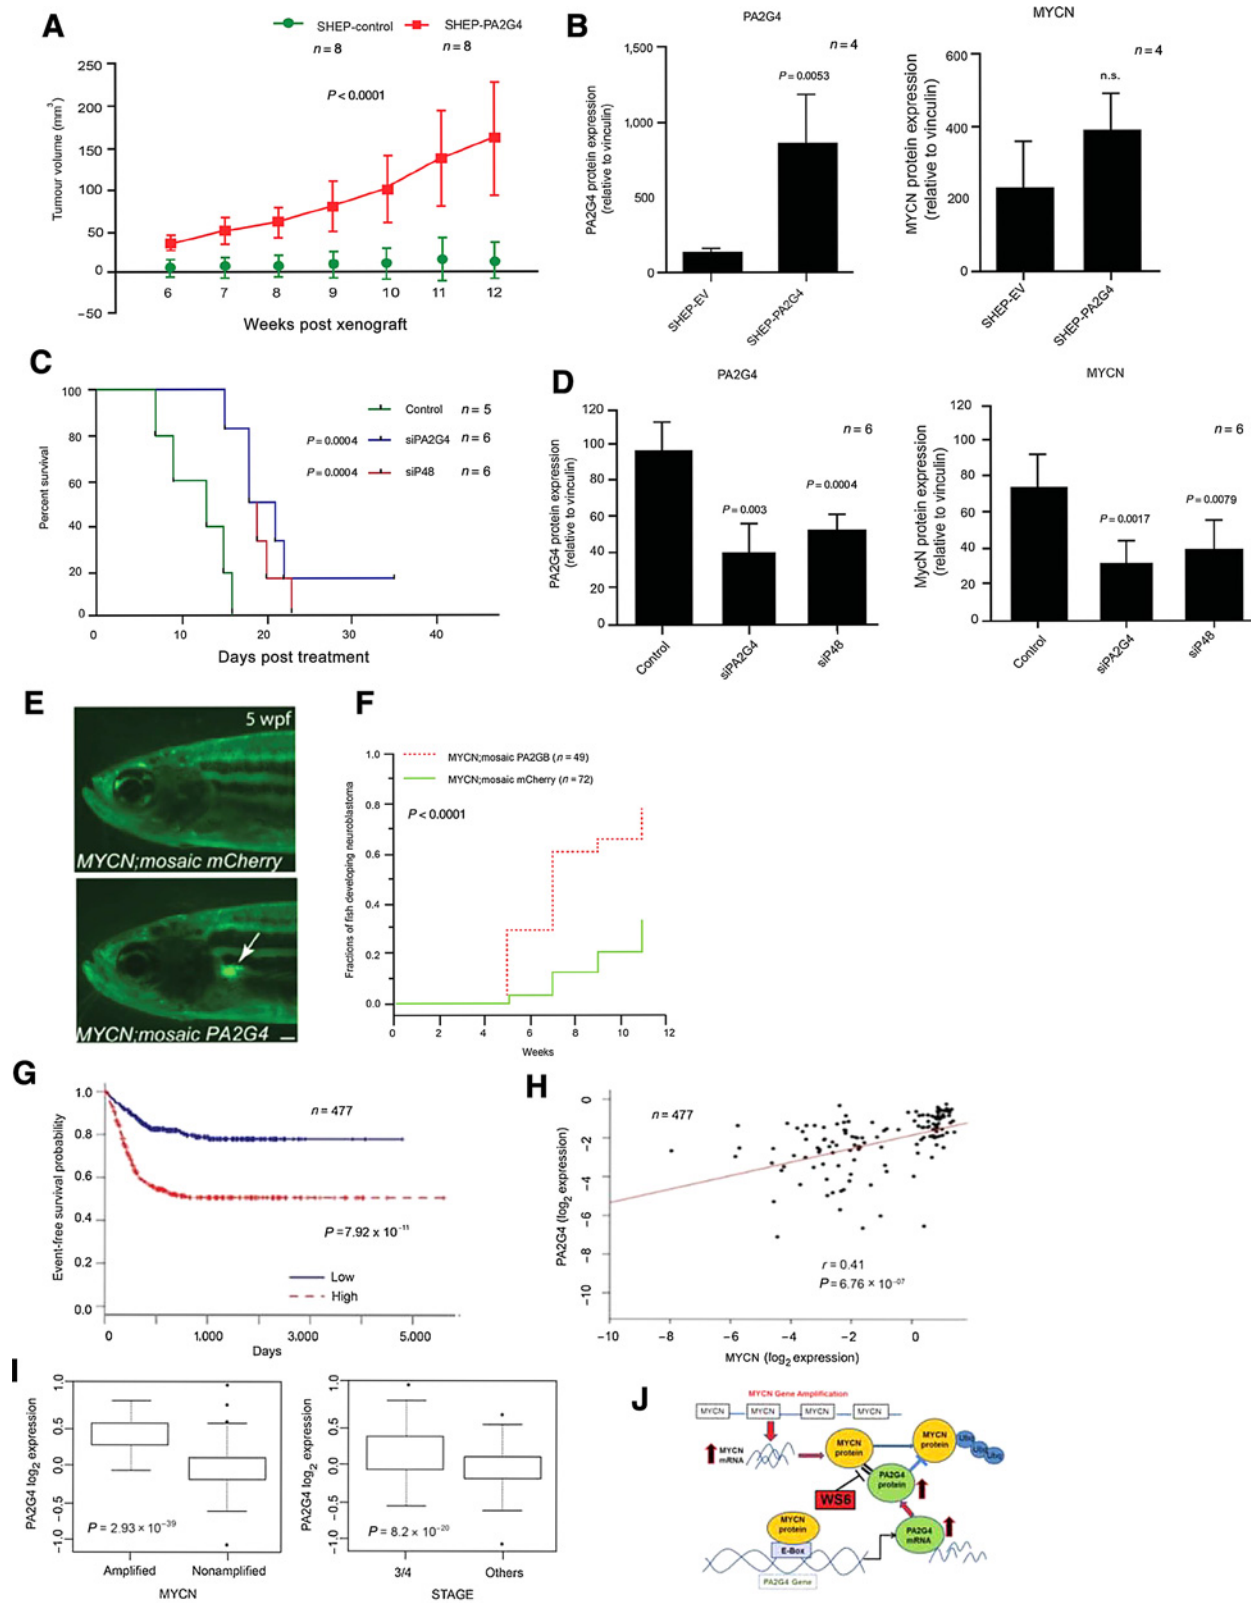 A
SHEP-control SHEP-PA2G4
n = 8 n = 8
P < 0.0001
Tumour volume (mm³)
250
200
150
100
50
0
−50
6 7 8 9 10 11 12
Weeks post xenograft
B
PA2G4
n = 4
P = 0.0053
PA2G4 protein expression
(relative to vinculin)
1,500
1,000
500
0
SHEP-EV
SHEP-PA2G4
MYCN
n = 4
n.s.
MYCN protein expression
(relative to vinculin)
600
400
200
0
SHEP-EV
SHEP-PA2G4
C
Percent survival
100
80
60
40
20
0
Control n = 5
P = 0.0004 siPA2G4 n = 6
P = 0.0004 siP48 n = 6
0 10 20 30 40
Days post treatment
D
PA2G4
n = 6
PA2G4 protein expression
(relative to vinculin)
120
100
80
60
40
20
0
P = 0.003
P = 0.0004
Control
siPA2G4
siP48
MYCN
n = 6
MycN protein expression
(relative to vinculin)
120
100
80
60
40
20
0
P = 0.0017
P = 0.0079
Control
siPA2G4
siP48
E
5 wpf
MYCN;mosaic mCherry
MYCN;mosaic PA2G4
F
Fractions of fish developing neuroblastoma
1.0
0.8
0.6
0.4
0.2
0.0
MYCN;mosaic PA2GB (n = 49)
MYCN;mosaic mCherry (n = 72)
P < 0.0001
0 2 4 6 8 10 12
Weeks
G
Event-free survival probability
1.0
0.8
0.6
0.4
0.2
0.0
n = 477
P = 7.92 x 10⁻¹¹
Low
High
0 1,000 3,000 5,000
Days
H
PA2G4 (log₂ expression)
0
−2
−4
−6
−8
−10
n = 477
r = 0.41
P = 6.76 × 10⁻⁰⁷
−10 −8 −6 −4 −2 0
MYCN (log₂ expression)
I
PA2G4 log₂ expression
1.0
0.5
0.0
−0.5
−1.0
P = 2.93 × 10⁻³⁹
Amplified Nonamplified
MYCN
PA2G4 log₂ expression
1.0
0.5
0.0
−0.5
−1.0
P = 8.2 × 10⁻²⁰
3/4 Others
STAGE
J
MYCN Gene Amplification
MYCN MYCN MYCN MYCN
MYCN
mRNA
MYCN
protein
MYCN
protein
Ubq
Ubq
Ubq
PA2G4
protein
WS6
MYCN
protein
E-Box
PA2G4
mRNA
PA2G4 Gene